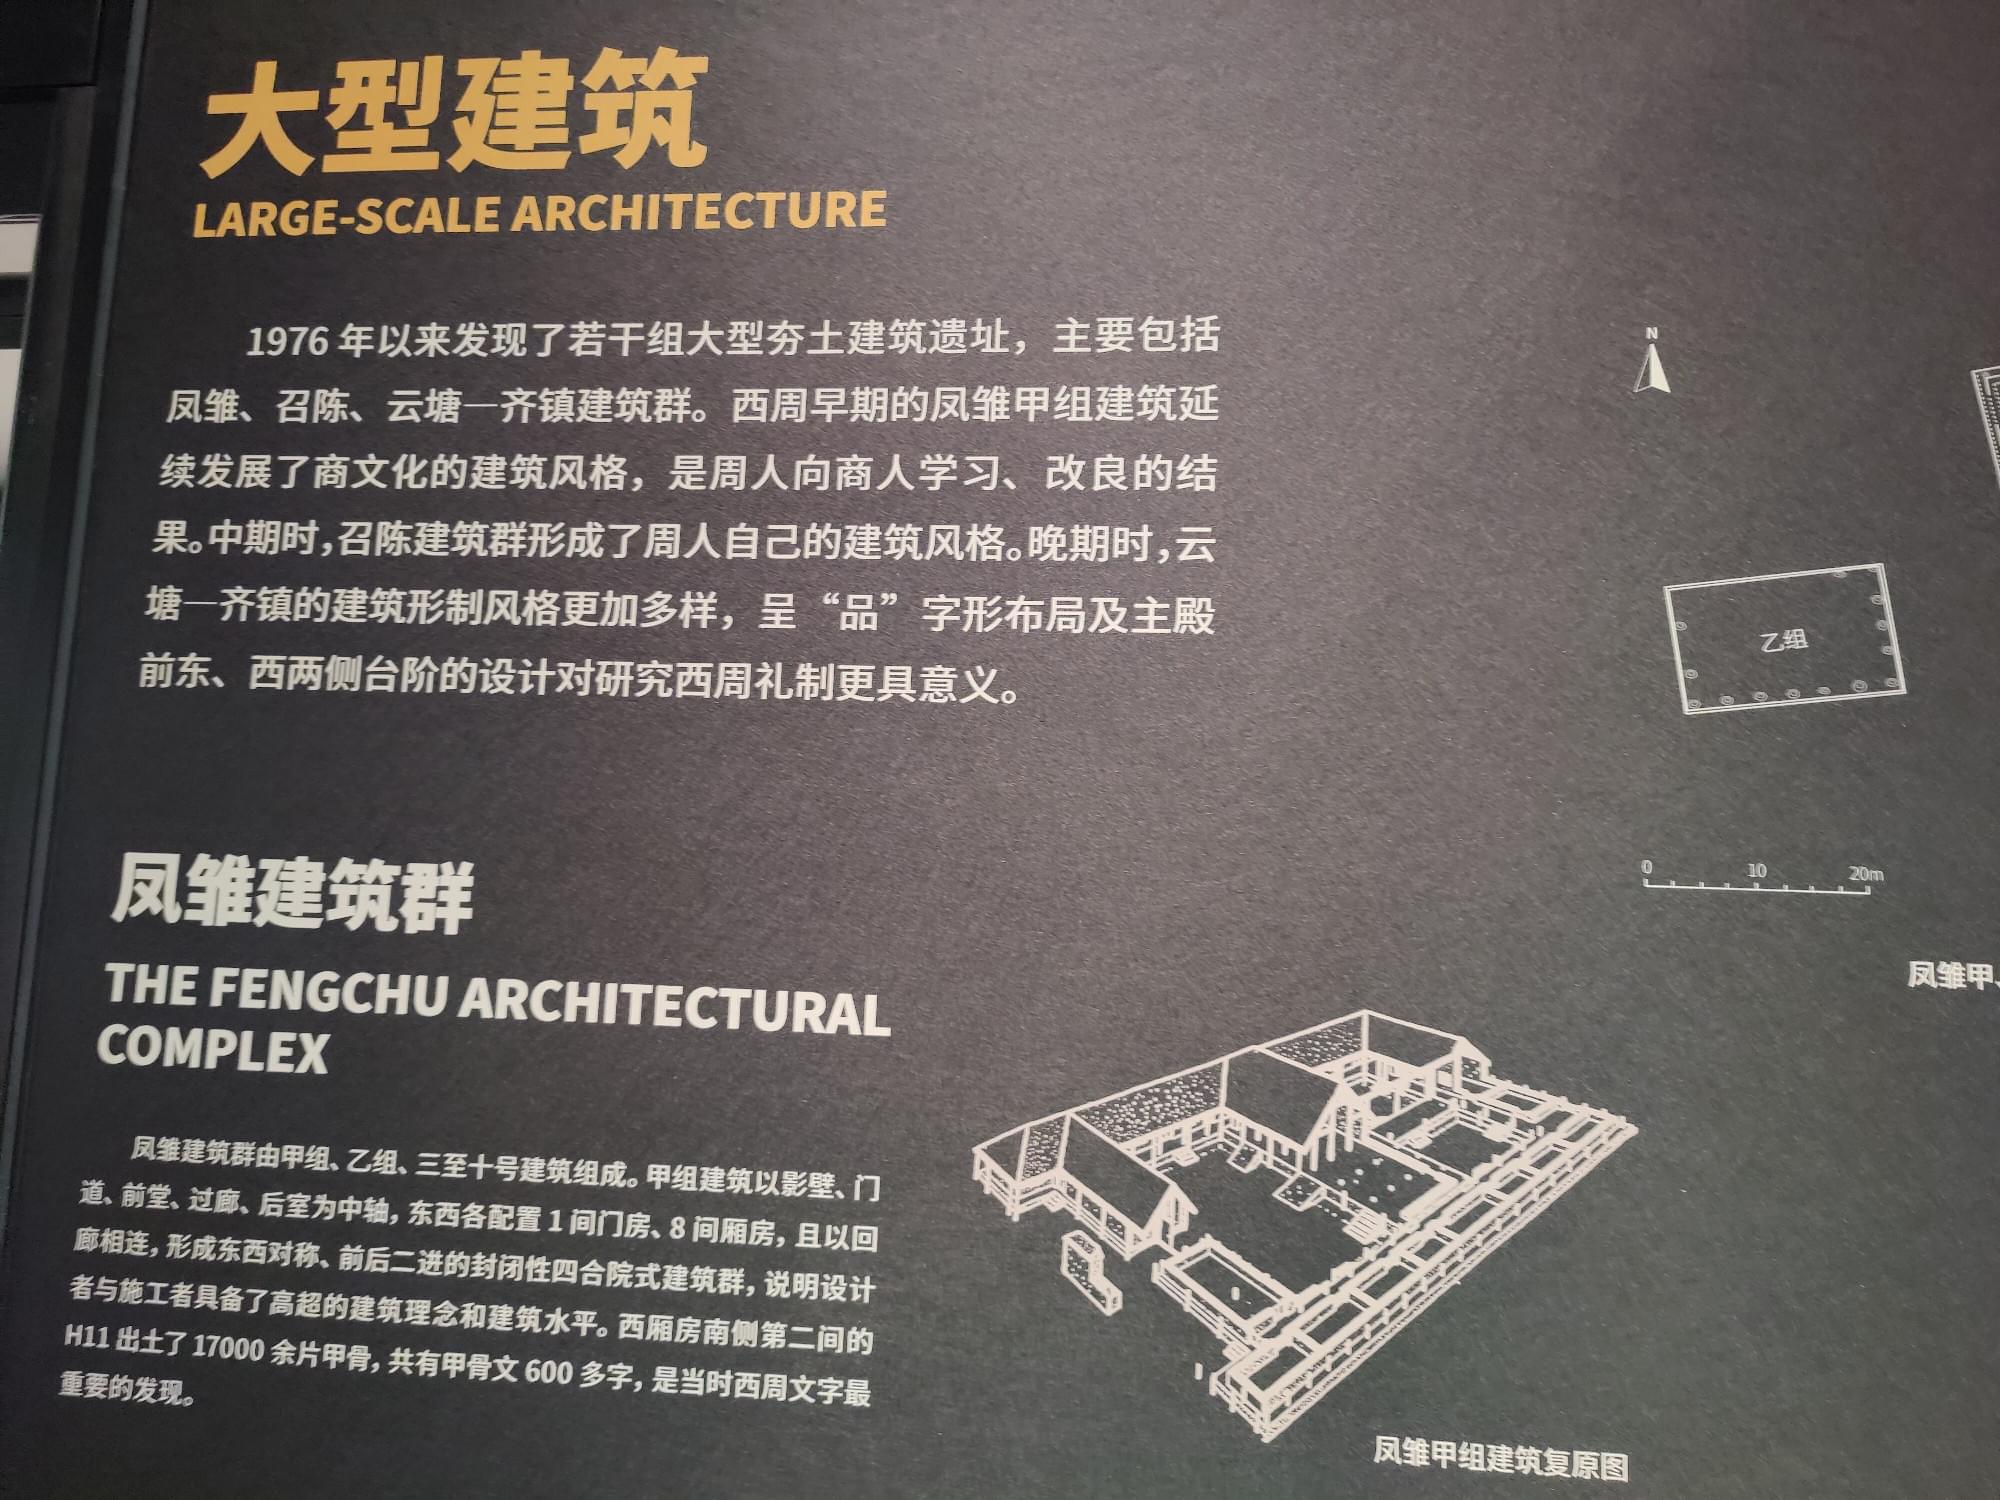 大型建筑
LARGE-SCALE ARCHITECTURE
1976 年以来发现了若干组大型夯土建筑遗址，主要包括
凤雏、召陈、云塘—齐镇建筑群。西周早期的凤雏甲组建筑延
续发展了商文化的建筑风格，是周人向商人学习、改良的结
果。中期时，召陈建筑群形成了周人自己的建筑风格。晚期时，云
塘—齐镇的建筑形制风格更加多样，呈“品”字形布局及主殿
前东、西两侧台阶的设计对研究西周礼制更具意义。
凤雏建筑群
THE FENGCHU ARCHITECTURAL
COMPLEX
凤雏建筑群由甲组、乙组、三至十号建筑组成。甲组建筑以影壁、门
道、前堂、过廊、后室为中轴，东西各配置 1 间门房、8 间厢房，且以回
廊相连，形成东西对称、前后二进的封闭性四合院式建筑群，说明设计
者与施工者具备了高超的建筑理念和建筑水平。西厢房南侧第二间的
H11 出土了 17000 余片甲骨，共有甲骨文 600 多字，是当时西周文字最
重要的发现。
N
乙组
0 10 20m
凤雏甲、
凤雏甲组建筑复原图